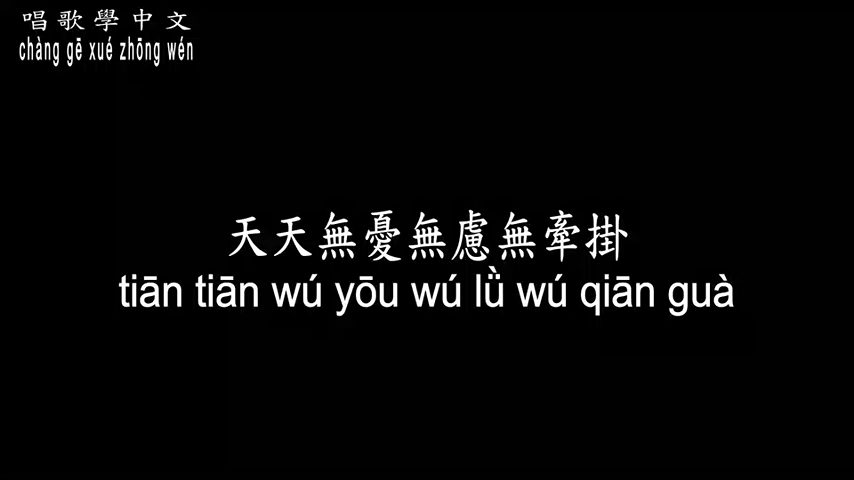 唱歌學中文
chàng gē xué zhōng wén
天天無憂無慮無牽掛
tiān tiān wú yōu wú lǜ wú qiān guà